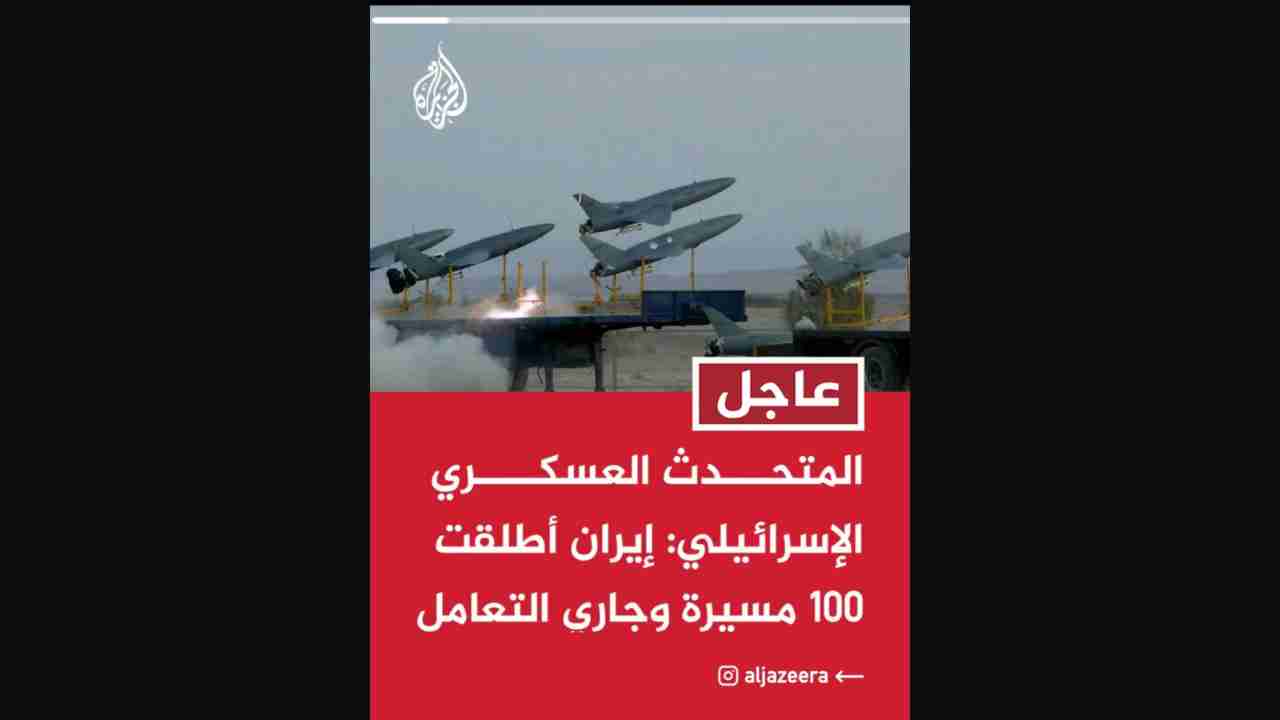 الجزيرة
عاجل
المتحدث العسكري
الإسرائيلي: إيران أطلقت
100 مسيرة وجاري التعامل
aljazeera